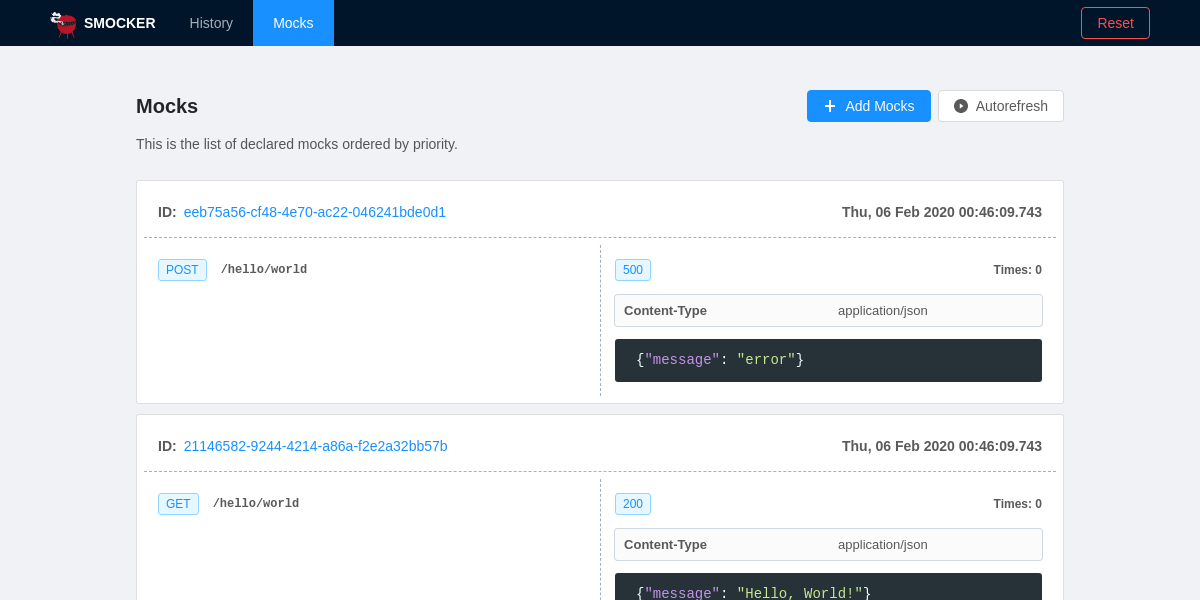 SMOCKER History Mocks Reset
Mocks
Add Mocks Autorefresh
This is the list of declared mocks ordered by priority.
ID: eeb75a56-cf48-4e70-ac22-046241bde0d1 Thu, 06 Feb 2020 00:46:09.743
POST /hello/world 500 Times: 0
Content-Type application/json
{"message": "error"}
ID: 21146582-9244-4214-a86a-f2e2a32bb57b Thu, 06 Feb 2020 00:46:09.743
GET /hello/world 200 Times: 0
Content-Type application/json
{"message": "Hello, World!"}